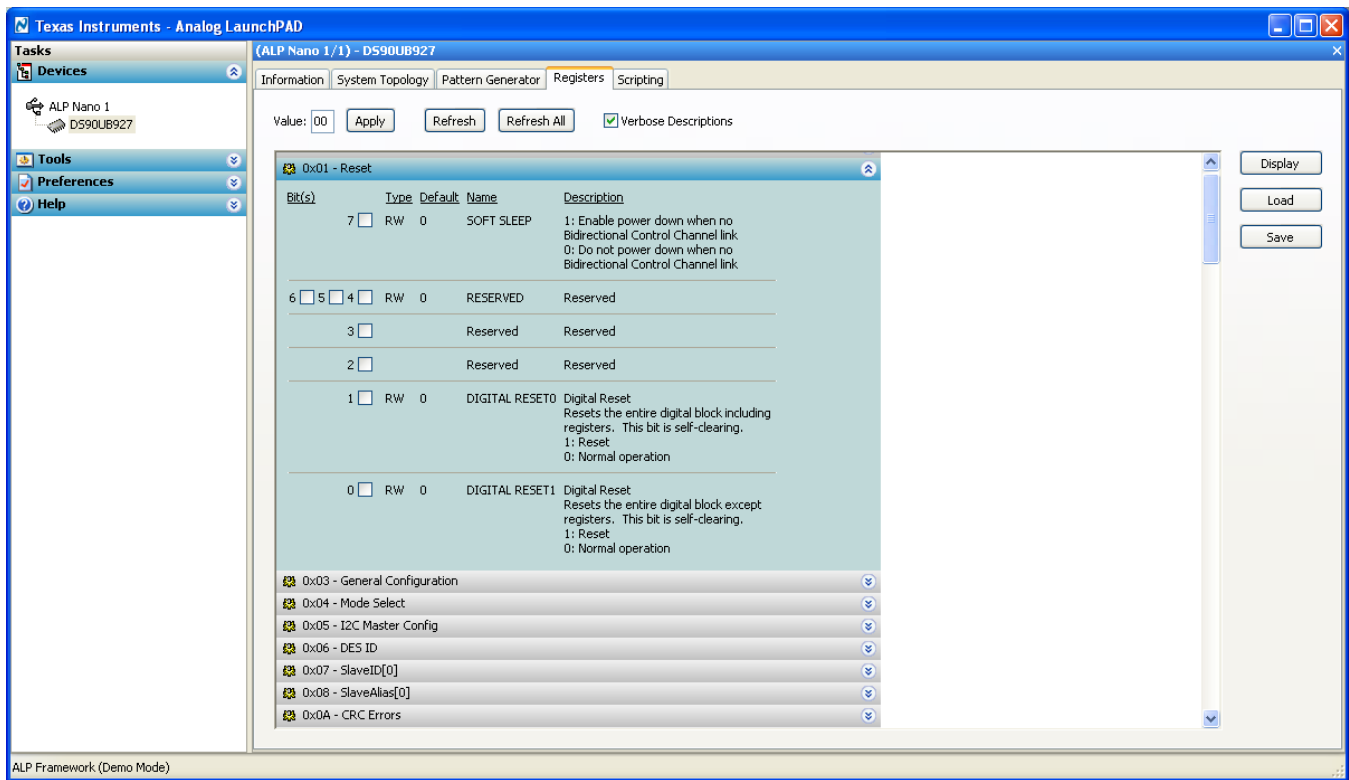 Texas Instruments - Analog LaunchPAD
Tasks
Devices
ALP Nano 1
DS90UB927
Tools
Preferences
Help
(ALP Nano 1/1) - DS90UB927
Information System Topology Pattern Generator Registers Scripting
Value: 00 Apply Refresh Refresh All Verbose Descriptions
Display
Load
Save
0x01 - Reset
Bit(s) Type Default Name Description
7 RW 0 SOFT SLEEP 1: Enable power down when no
Bidirectional Control Channel link
0: Do not power down when no
Bidirectional Control Channel link
6 5 4 RW 0 RESERVED Reserved
3 Reserved Reserved
2 Reserved Reserved
1 RW 0 DIGITAL RESET0 Digital Reset
Resets the entire digital block including
registers. This bit is self-clearing.
1: Reset
0: Normal operation
0 RW 0 DIGITAL RESET1 Digital Reset
Resets the entire digital block except
registers. This bit is self-clearing.
1: Reset
0: Normal operation
0x03 - General Configuration
0x04 - Mode Select
0x05 - I2C Master Config
0x06 - DES ID
0x07 - SlaveID[0]
0x08 - SlaveAlias[0]
0x0A - CRC Errors
ALP Framework (Demo Mode)